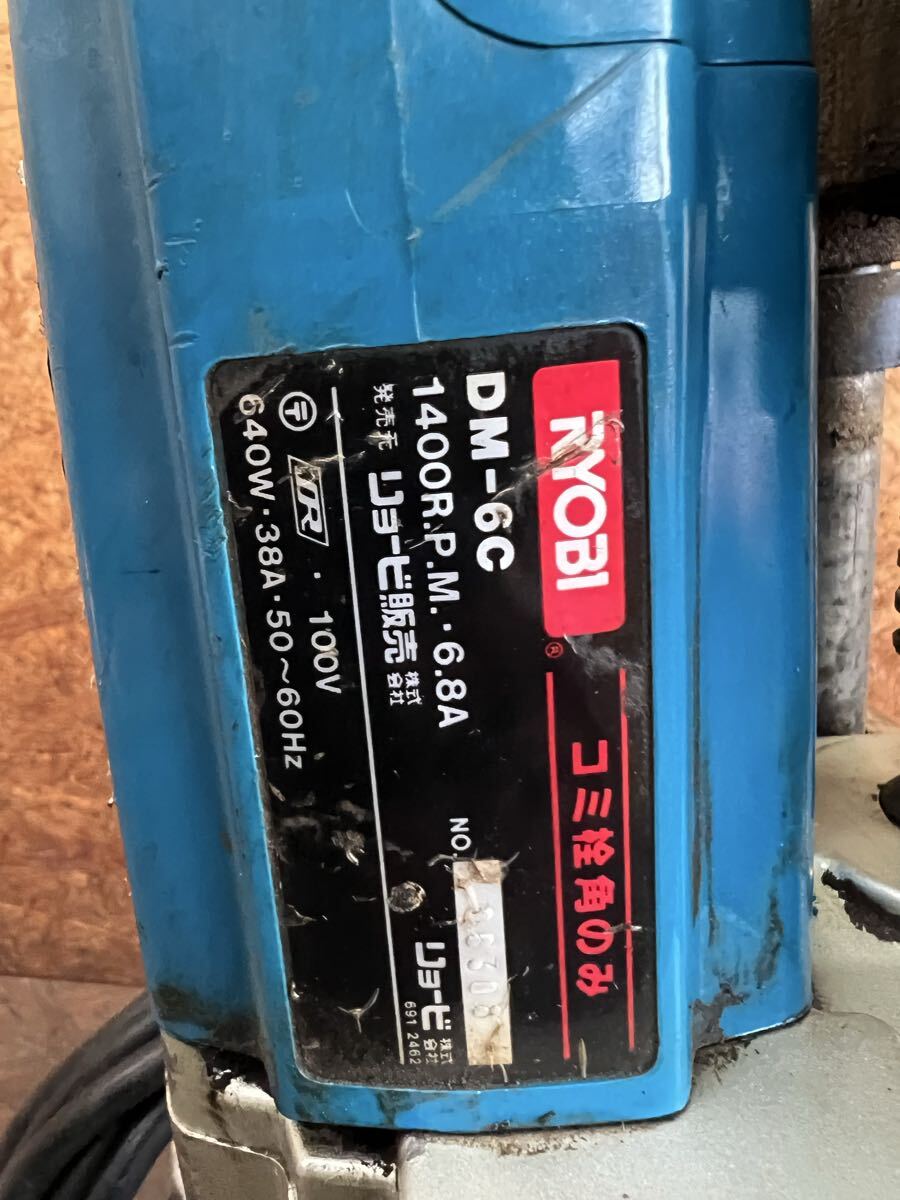 RYOBI® コミ栓角のみ
DM-6C
1400R.P.M.・6.8A NO.
発売元 リョービ販売 株式会社
リョービ 株式会社
691 2462
〒 JR ・ 100V
640W・38A・50～60Hz